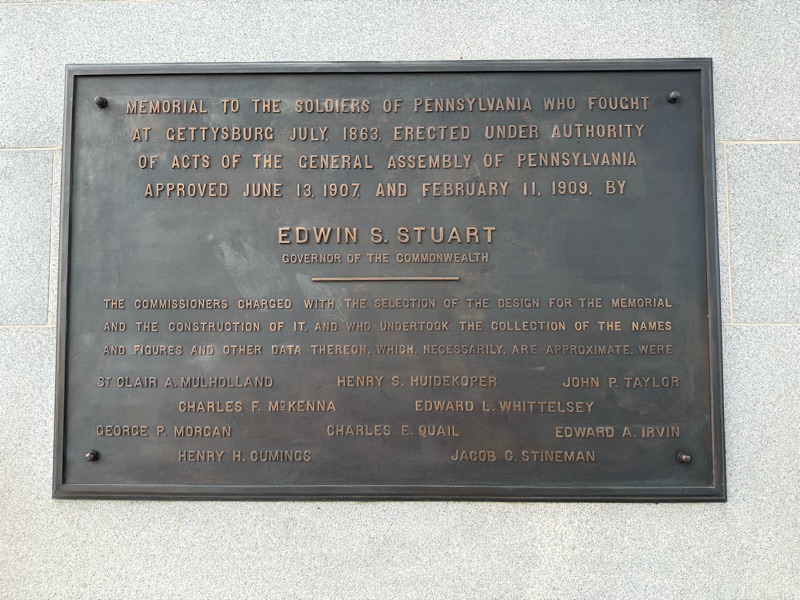 MEMORIAL TO THE SOLDIERS OF PENNSYLVANIA WHO FOUGHT
AT GETTYSBURG JULY, 1863, ERECTED UNDER AUTHORITY
OF ACTS OF THE GENERAL ASSEMBLY OF PENNSYLVANIA
APPROVED JUNE 13, 1907, AND FEBRUARY 11, 1909, BY
EDWIN S. STUART
GOVERNOR OF THE COMMONWEALTH
THE COMMISSIONERS CHARGED WITH THE SELECTION OF THE DESIGN FOR THE MEMORIAL
AND THE CONSTRUCTION OF IT, AND WHO UNDERTOOK THE COLLECTION OF THE NAMES
AND FIGURES AND OTHER DATA THEREON, WHICH, NECESSARILY, ARE APPROXIMATE, WERE
ST CLAIR A. MULHOLLAND HENRY S. HUIDEKOPER JOHN P. TAYLOR
CHARLES F. McKENNA EDWARD L. WHITTELSEY
GEORGE P. MORGAN CHARLES E. QUAIL EDWARD A. IRVIN
HENRY H. CUMINGS JACOB C. STINEMAN